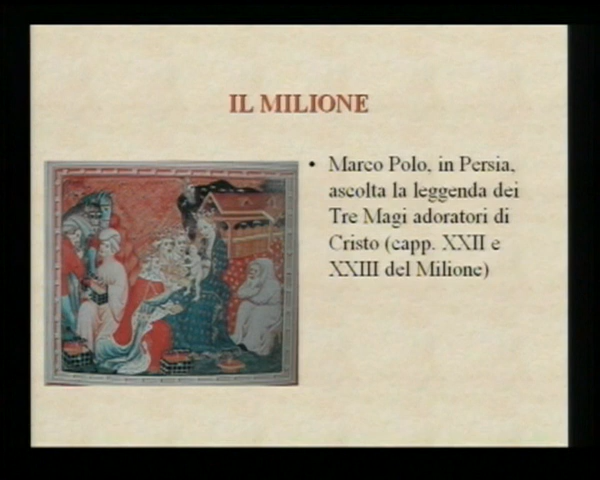 IL MILIONE
• Marco Polo, in Persia,
ascolta la leggenda dei
Tre Magi adoratori di
Cristo (capp. XXII e
XXIII del Milione)